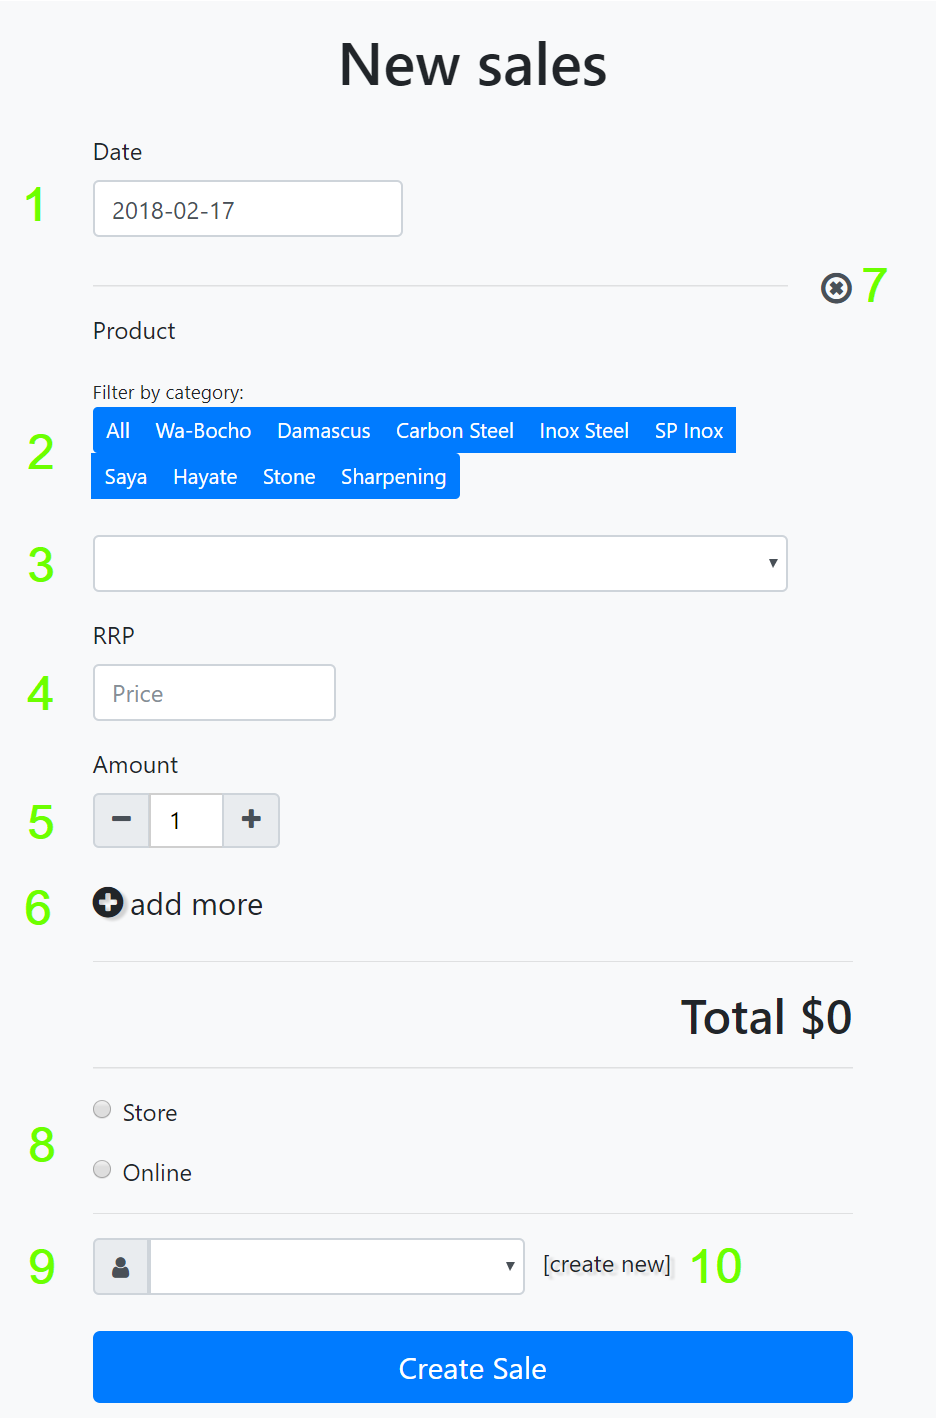 New sales
Date
1
2018-02-17
7
Product
Filter by category:
2
All Wa-Bocho Damascus Carbon Steel Inox Steel SP Inox
Saya Hayate Stone Sharpening
3
RRP
4
Price
Amount
5
1
6
add more
Total $0
8
Store
Online
9
[create new]
10
Create Sale